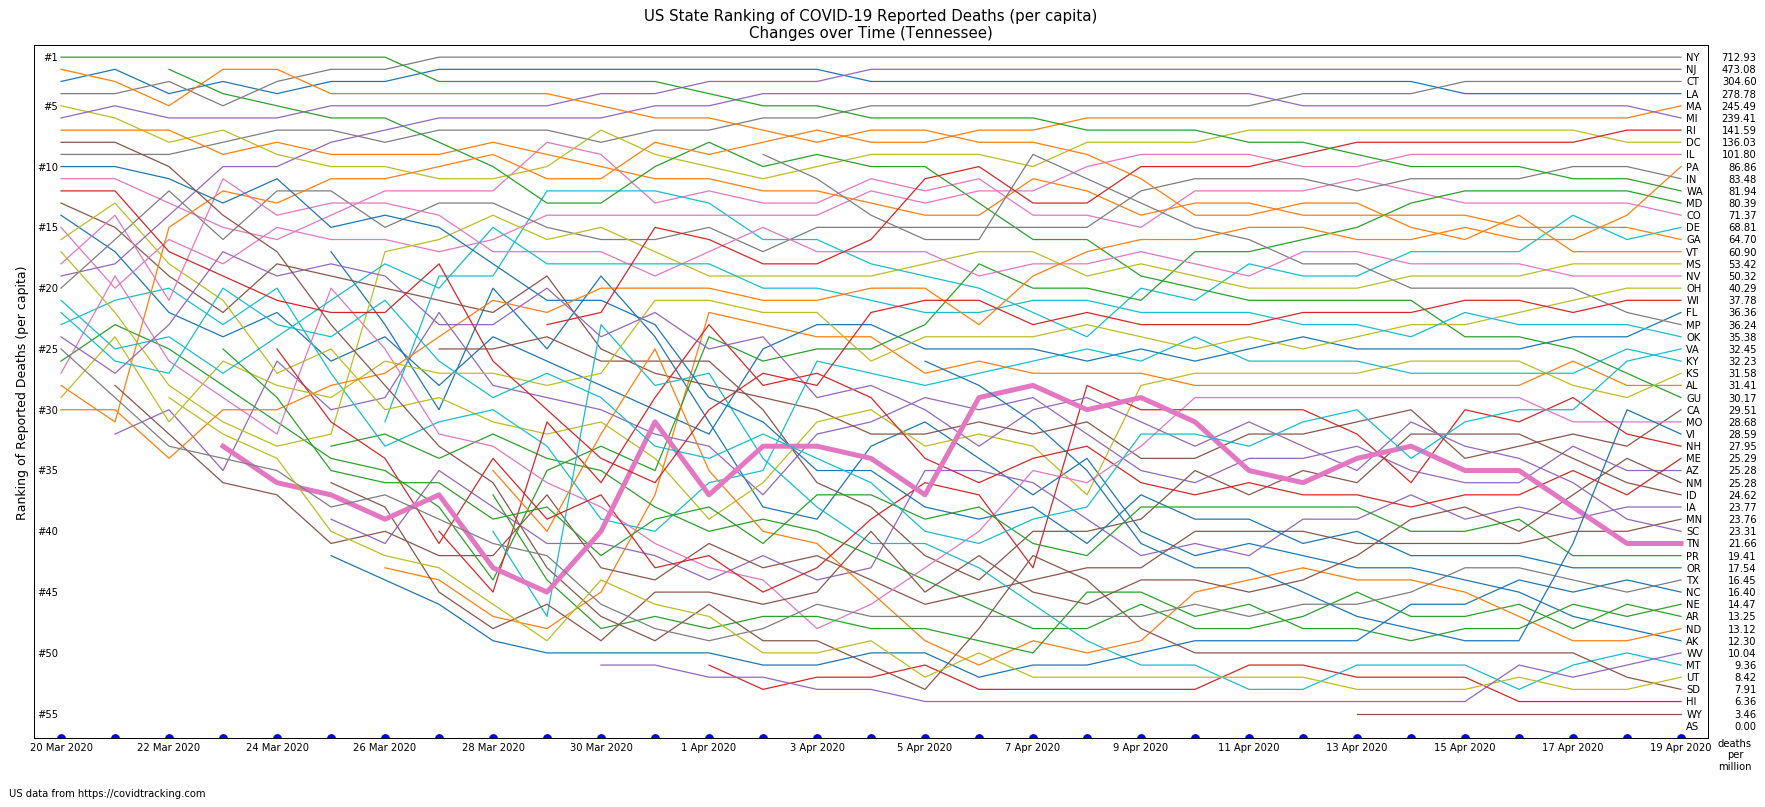 US State Ranking of COVID-19 Reported Deaths (per capita)
Changes over Time (Tennessee)
Ranking of Reported Deaths (per capita)
#1
#5
#10
#15
#20
#25
#30
#35
#40
#45
#50
#55
NY 712.93
NJ 473.08
CT 304.60
LA 278.78
MA 245.49
MI 239.41
RI 141.59
DC 136.03
IL 101.80
PA 86.86
IN 83.48
WA 81.94
MD 80.39
CO 71.37
DE 68.81
GA 64.70
VT 60.90
MS 53.42
NV 50.32
OH 40.29
WI 37.78
FL 36.36
MP 36.24
OK 35.38
VA 32.45
KY 32.23
KS 31.58
AL 31.41
GU 30.17
CA 29.51
MO 28.68
VI 28.59
NH 27.95
ME 29.29
AZ 25.28
NM 25.28
ID 24.62
IA 23.77
MN 23.76
SC 23.31
TN 21.66
PR 19.41
OR 17.54
TX 16.45
NC 16.40
NE 14.47
AR 13.25
ND 13.12
AK 12.30
WV 10.04
MT 9.36
UT 8.42
SD 7.91
HI 6.36
WY 3.46
AS 0.00
20 Mar 2020
22 Mar 2020
24 Mar 2020
26 Mar 2020
28 Mar 2020
30 Mar 2020
1 Apr 2020
3 Apr 2020
5 Apr 2020
7 Apr 2020
9 Apr 2020
11 Apr 2020
13 Apr 2020
15 Apr 2020
17 Apr 2020
19 Apr 2020
deaths
per
million
US data from https://covidtracking.com